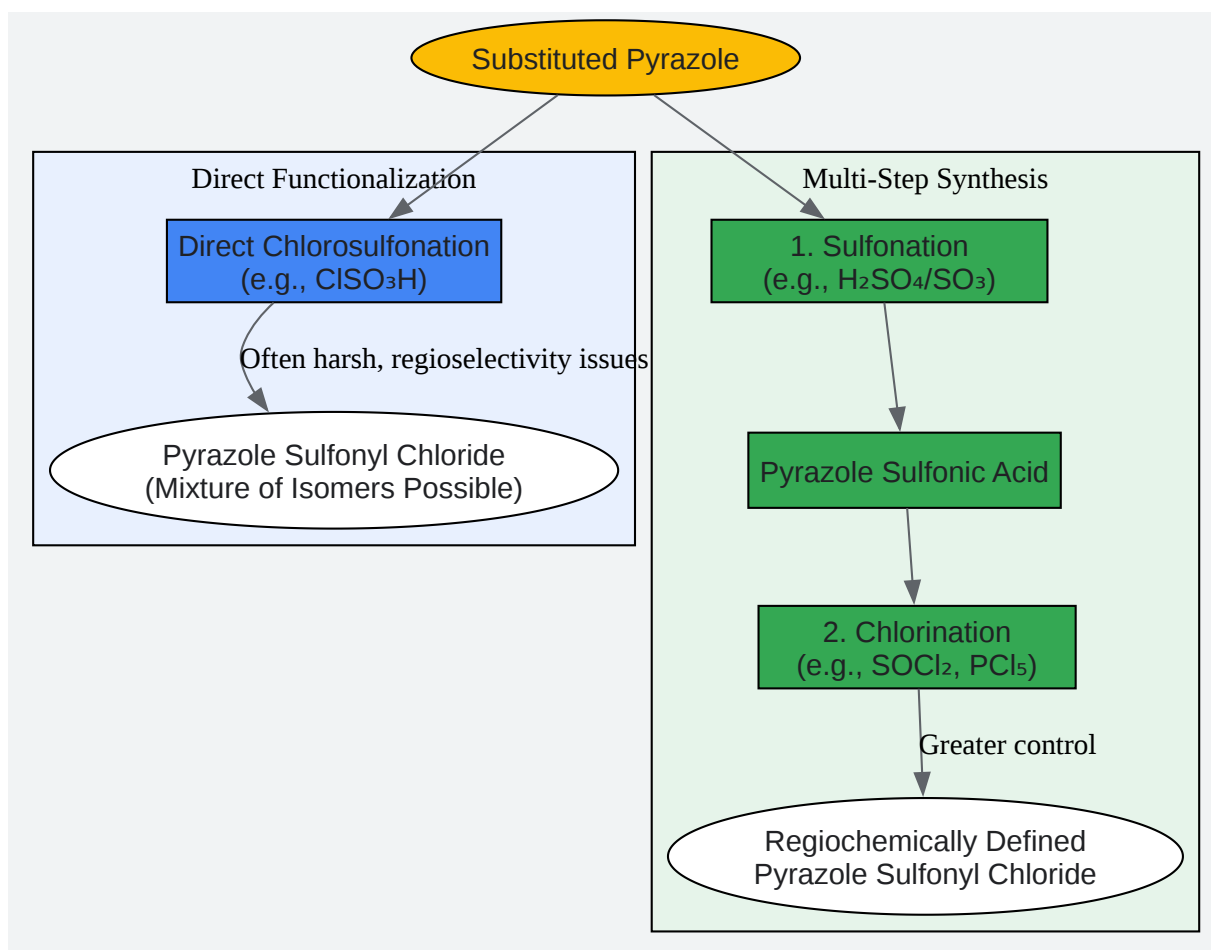 Substituted Pyrazole
Direct Functionalization
Direct Chlorosulfonation
(e.g., ClSO₃H)
Often harsh, regioselectivity issues
Pyrazole Sulfonyl Chloride
(Mixture of Isomers Possible)
Multi-Step Synthesis
1. Sulfonation
(e.g., H₂SO₄/SO₃)
Pyrazole Sulfonic Acid
2. Chlorination
(e.g., SOCl₂, PCl₅)
Greater control
Regiochemically Defined
Pyrazole Sulfonyl Chloride